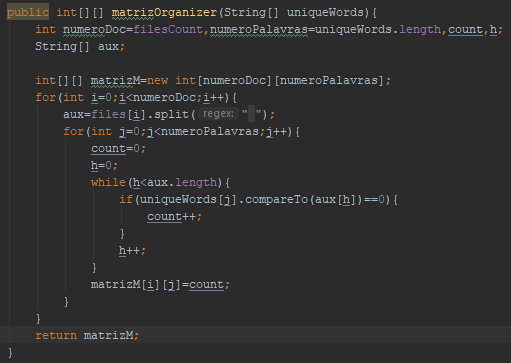 public int[][] matrizOrganizer(String[] uniqueWords){
    int numeroDoc=filesCount,numeroPalavras=uniqueWords.length,count,h;
    String[] aux;

    int[][] matrizM=new int[numeroDoc][numeroPalavras];
    for(int i=0;i<numeroDoc;i++){
        aux=files[i].split( regex: " ");
        for(int j=0;j<numeroPalavras;j++){
            count=0;
            h=0;
            while(h<aux.length){
                if(uniqueWords[j].compareTo(aux[h])==0){
                    count++;
                }
                h++;
            }
            matrizM[i][j]=count;
        }
    }
    return matrizM;
}